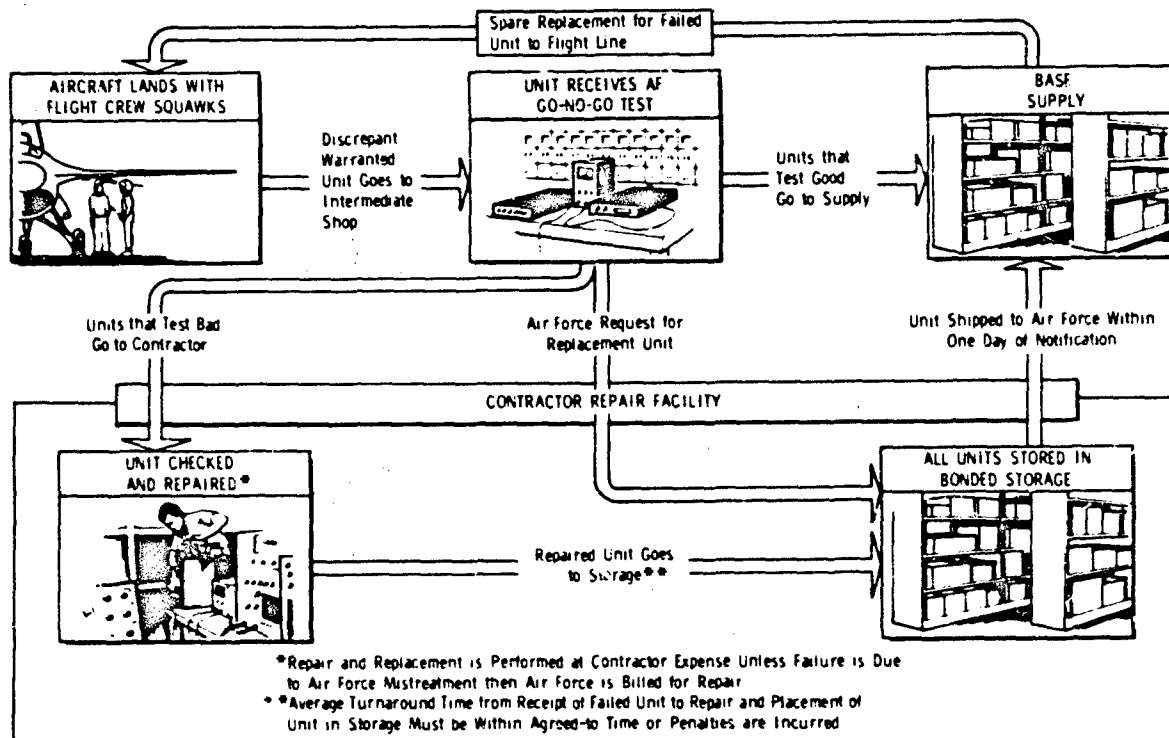 Spare Replacement for Failed
Unit to Flight Line
AIRCRAFT LANDS WITH
FLIGHT CREW SQUAWKS
UNIT RECEIVES AF
GO-NO-GO TEST
BASE
SUPPLY
Discrepant
Warranted
Unit Goes to
Intermediate
Shop
Units that
Test Good
Go to Supply
Units that Test Bad
Go to Contractor
Air Force Request for
Replacement Unit
Unit Shipped to Air Force Within
One Day of Notification
CONTRACTOR REPAIR FACILITY
UNIT CHECKED
AND REPAIRED*
ALL UNITS STORED IN
BONDED STORAGE
Repaired Unit Goes
to Storage**
*Repair and Replacement is Performed at Contractor Expense Unless Failure is Due
to Air Force Mistreatment then Air Force is Billed for Repair
**Average Turnaround Time from Receipt of Failed Unit to Repair and Placement of
Unit in Storage Must be Within Agreed-to Time or Penalties are Incurred